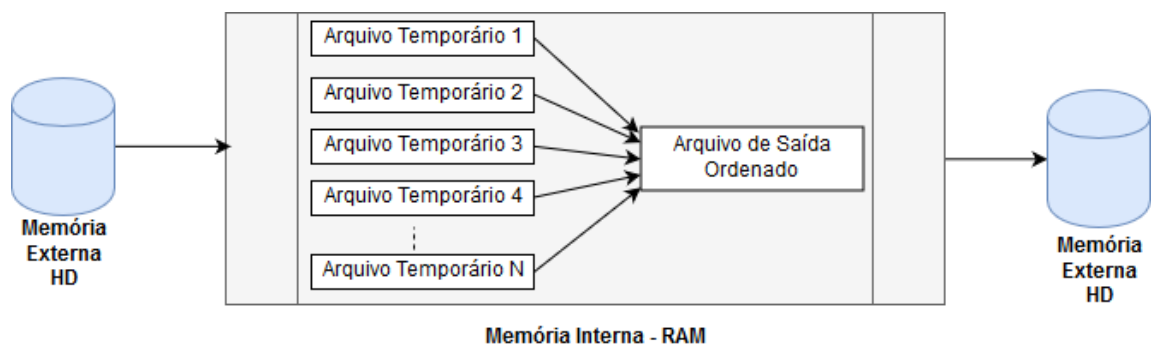 Arquivo Temporário 1
Arquivo Temporário 2
Arquivo Temporário 3
Arquivo Temporário 4
Arquivo Temporário N
Arquivo de Saída
Ordenado
Memória
Externa
HD
Memória
Externa
HD
Memória Interna - RAM